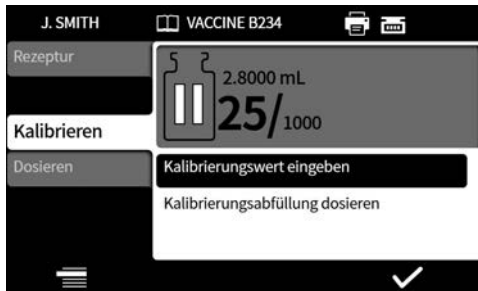 J. SMITH
VACCINE B234
Rezeptur
Kalibrieren
Dosieren
2.8000 mL
25/1000
Kalibrierungswert eingeben
Kalibrierungsabfüllung dosieren